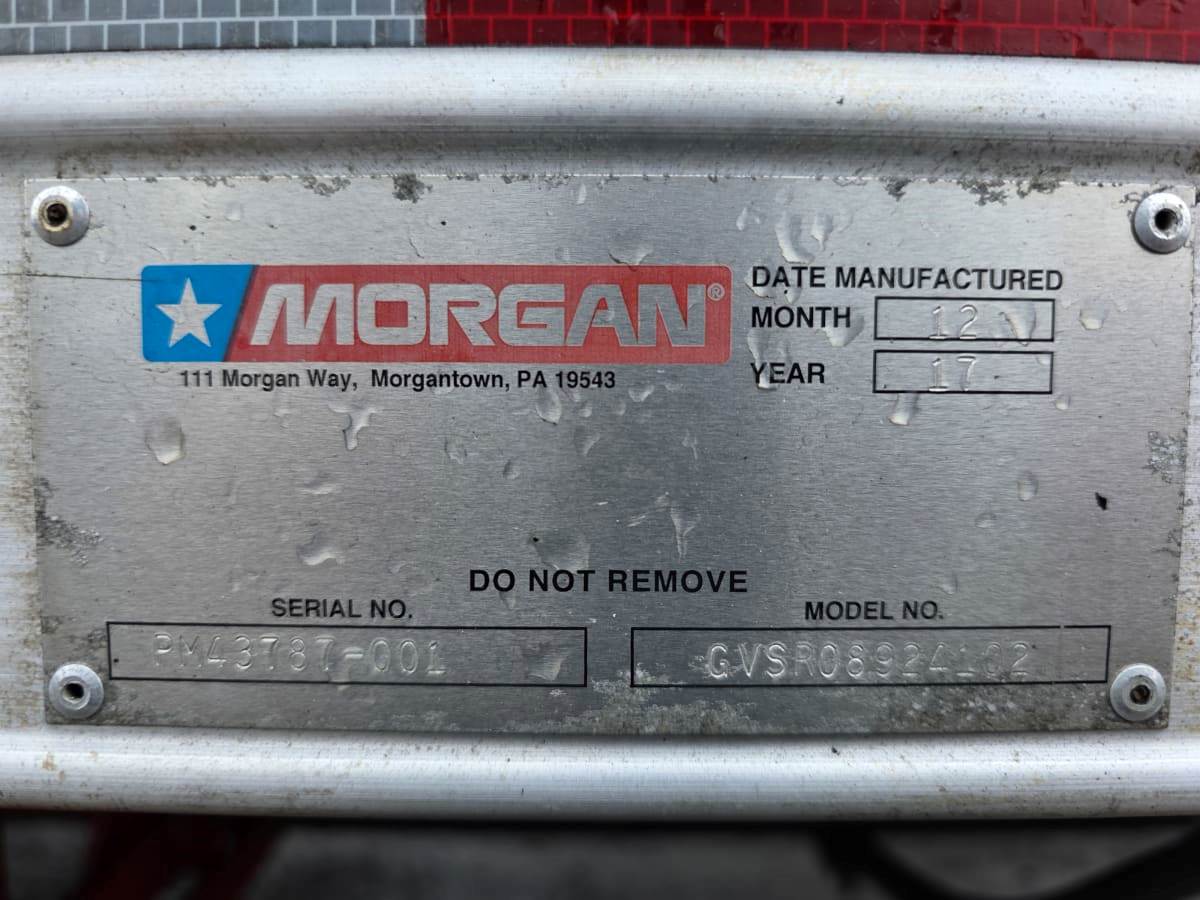 MORGAN®
111 Morgan Way, Morgantown, PA 19543
DATE MANUFACTURED
MONTH 12
YEAR 17
DO NOT REMOVE
SERIAL NO.
PM43787-001
MODEL NO.
GVSR08924102